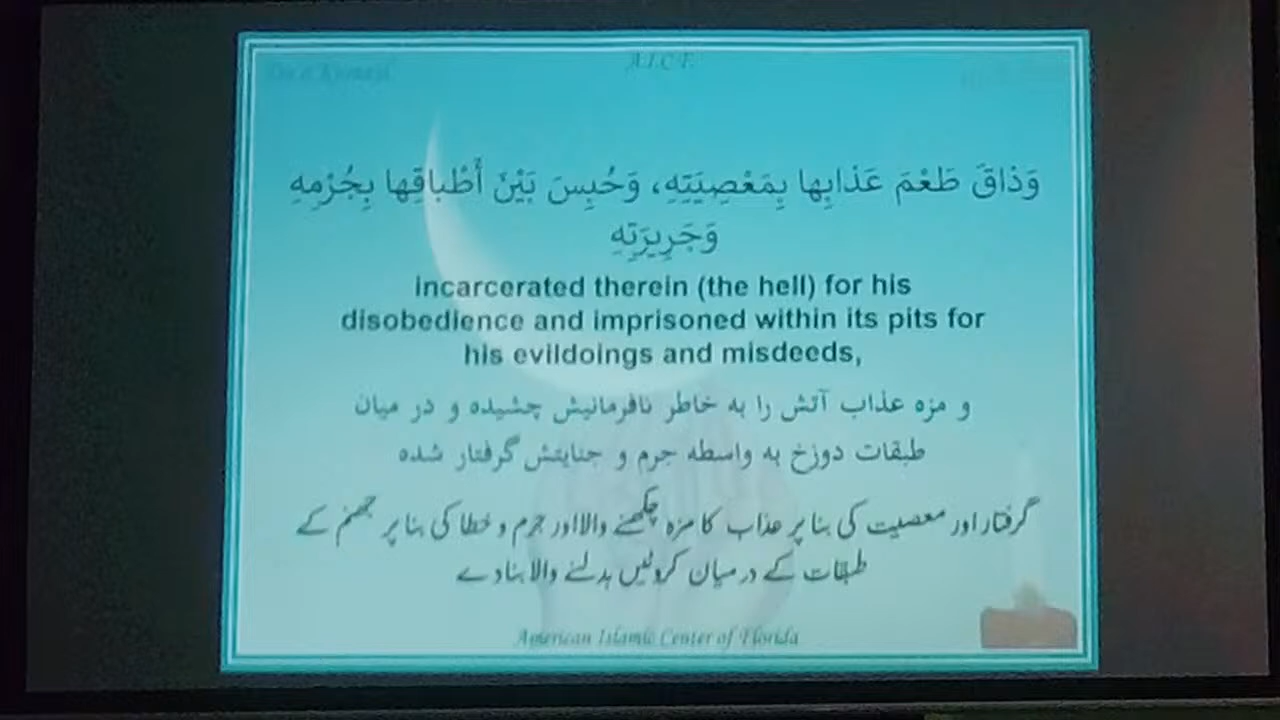 A.I.C.F.
وَذاقَ طَعْمَ عَذابِها بِمَعْصِيَتِهِ، وَحُبِسَ بَيْنَ أَطْباقِها بِجُرْمِهِ
وَجَرِيرَتِهِ
incarcerated therein (the hell) for his
disobedience and imprisoned within its pits for
his evildoings and misdeeds,
و مزه عذاب آتش را به خاطر نافرمانیش چشیده و در میان
طبقات دوزخ به واسطه جرم و جنایتش گرفتار شده
گرفتار اور معصیت کی بنا پر عذاب کا مزہ چکھنے والا اور جرم و خطا کی بنا پر جہنم کے
طبقات کے درمیان کروٹیں بدلنے والا بنا دے
American Islamic Center of Florida